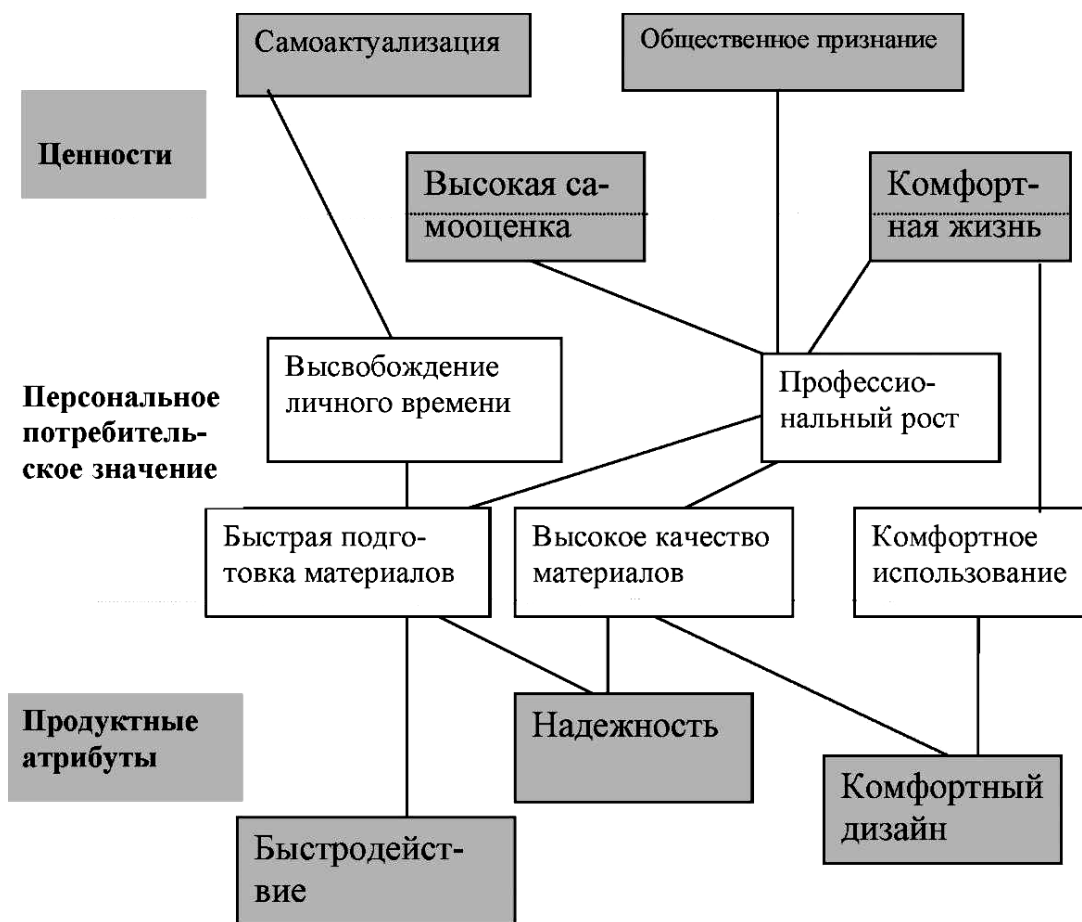 Самоактуализация
Общественное признание
Ценности
Высокая са-
мооценка
Комфорт-
ная жизнь
Персональное
потребитель-
ское значение
Высвобождение
личного времени
Профессио-
нальный рост
Быстрая подго-
товка материалов
Высокое качество
материалов
Комфортное
использование
Продуктные
атрибуты
Надежность
Комфортный
дизайн
Быстродейст-
вие